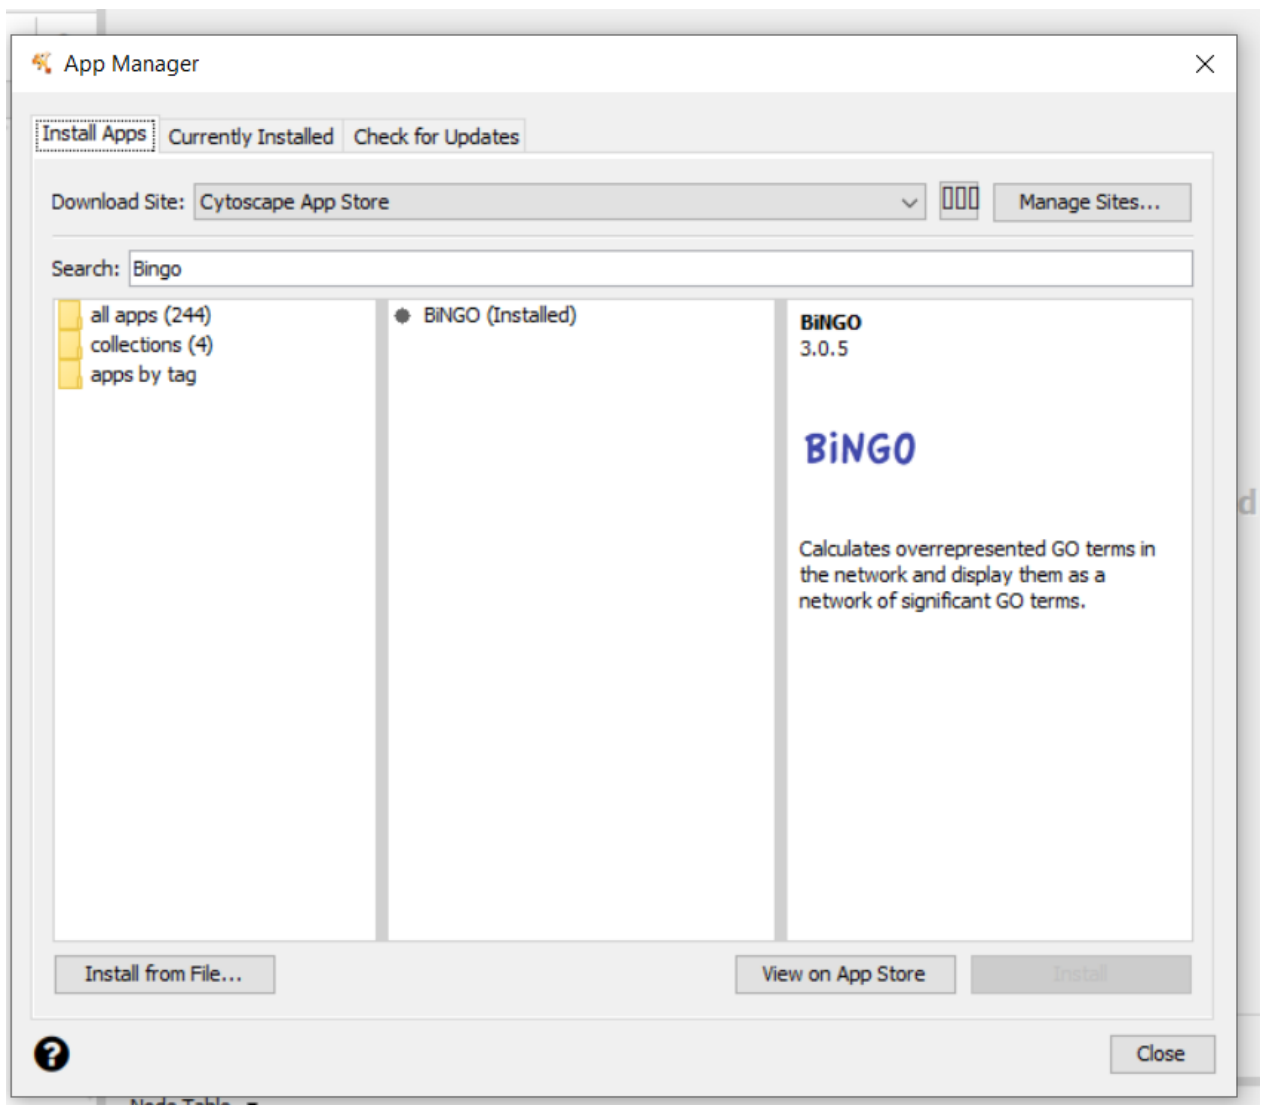 App Manager
Install Apps Currently Installed Check for Updates
Download Site: Cytoscape App Store Manage Sites...
Search: Bingo
all apps (244)
collections (4)
apps by tag
BiNGO (Installed)
BiNGO
3.0.5
BiNGO
Calculates overrepresented GO terms in
the network and display them as a
network of significant GO terms.
Install from File... View on App Store Install
Close
Node Table
d